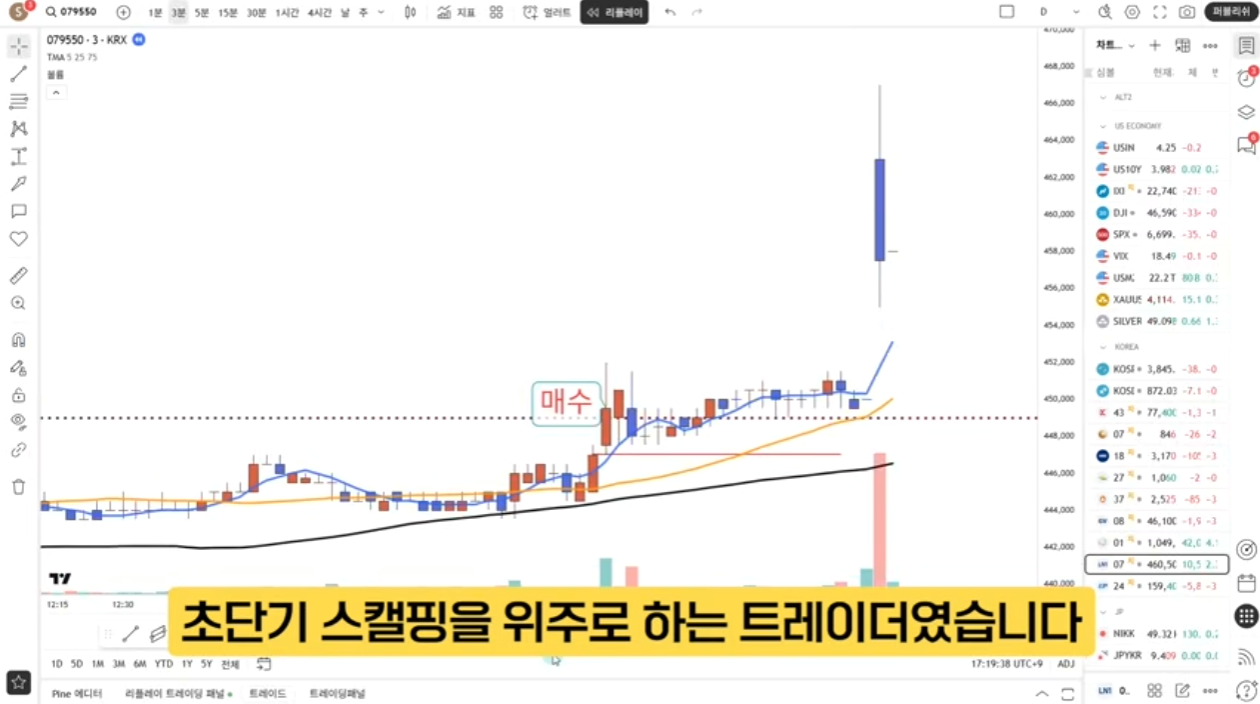 079550
1분 3분 5분 15분 30분 1시간 4시간 날 주
지표
얼러트
리플레이
D
퍼블리쉬
079550 · 3 · KRX
TMA 5 25 75
볼륨
매수
470,000
468,000
466,000
464,000
462,000
460,000
458,000
456,000
454,000
452,000
450,000
448,000
446,000
444,000
442,000
440,000
12:15 12:30
초단기 스캘핑을 위주로 하는 트레이더였습니다
1D 5D 1M 3M 6M YTD 1Y 5Y 전체
17:19:38 UTC+9 ADJ
Pine 에디터 리플레이 트레이딩 패널 트레이드 트레이딩패널
차트...
심볼 현재. 체
ALT2
US ECONOMY
USIN 4.25 -0.2
US10Y 3.982 0.02 0.
IXI 22,740 -21
DJI 46,590 -33 -0
SPX 6,699. -35. -0
VIX 18.49 -0.1 -0
USM 22.2 T 80B 0.
XAUUS 4,114. 15.1 0.
SILVER 49.098 0.66 1.
KOREA
KOSI 3,845. -38. -0
KOSI 872.03 -7.1 -0
43 77,400 -1,3 -1
07 846 -26 -2
18 3,170 -10 -3
27 1,060 -2 -0
37 2,525 -85 -3
08 46,100 -1,9 -3
01 1,049, 42,0 4.
07 460,50 10,5 2.
24 159,40 -5,8 -3
JP
NIKK 49,321 130. 0.2
JPYKR 9.409 0.00 0.0
LNI 0..